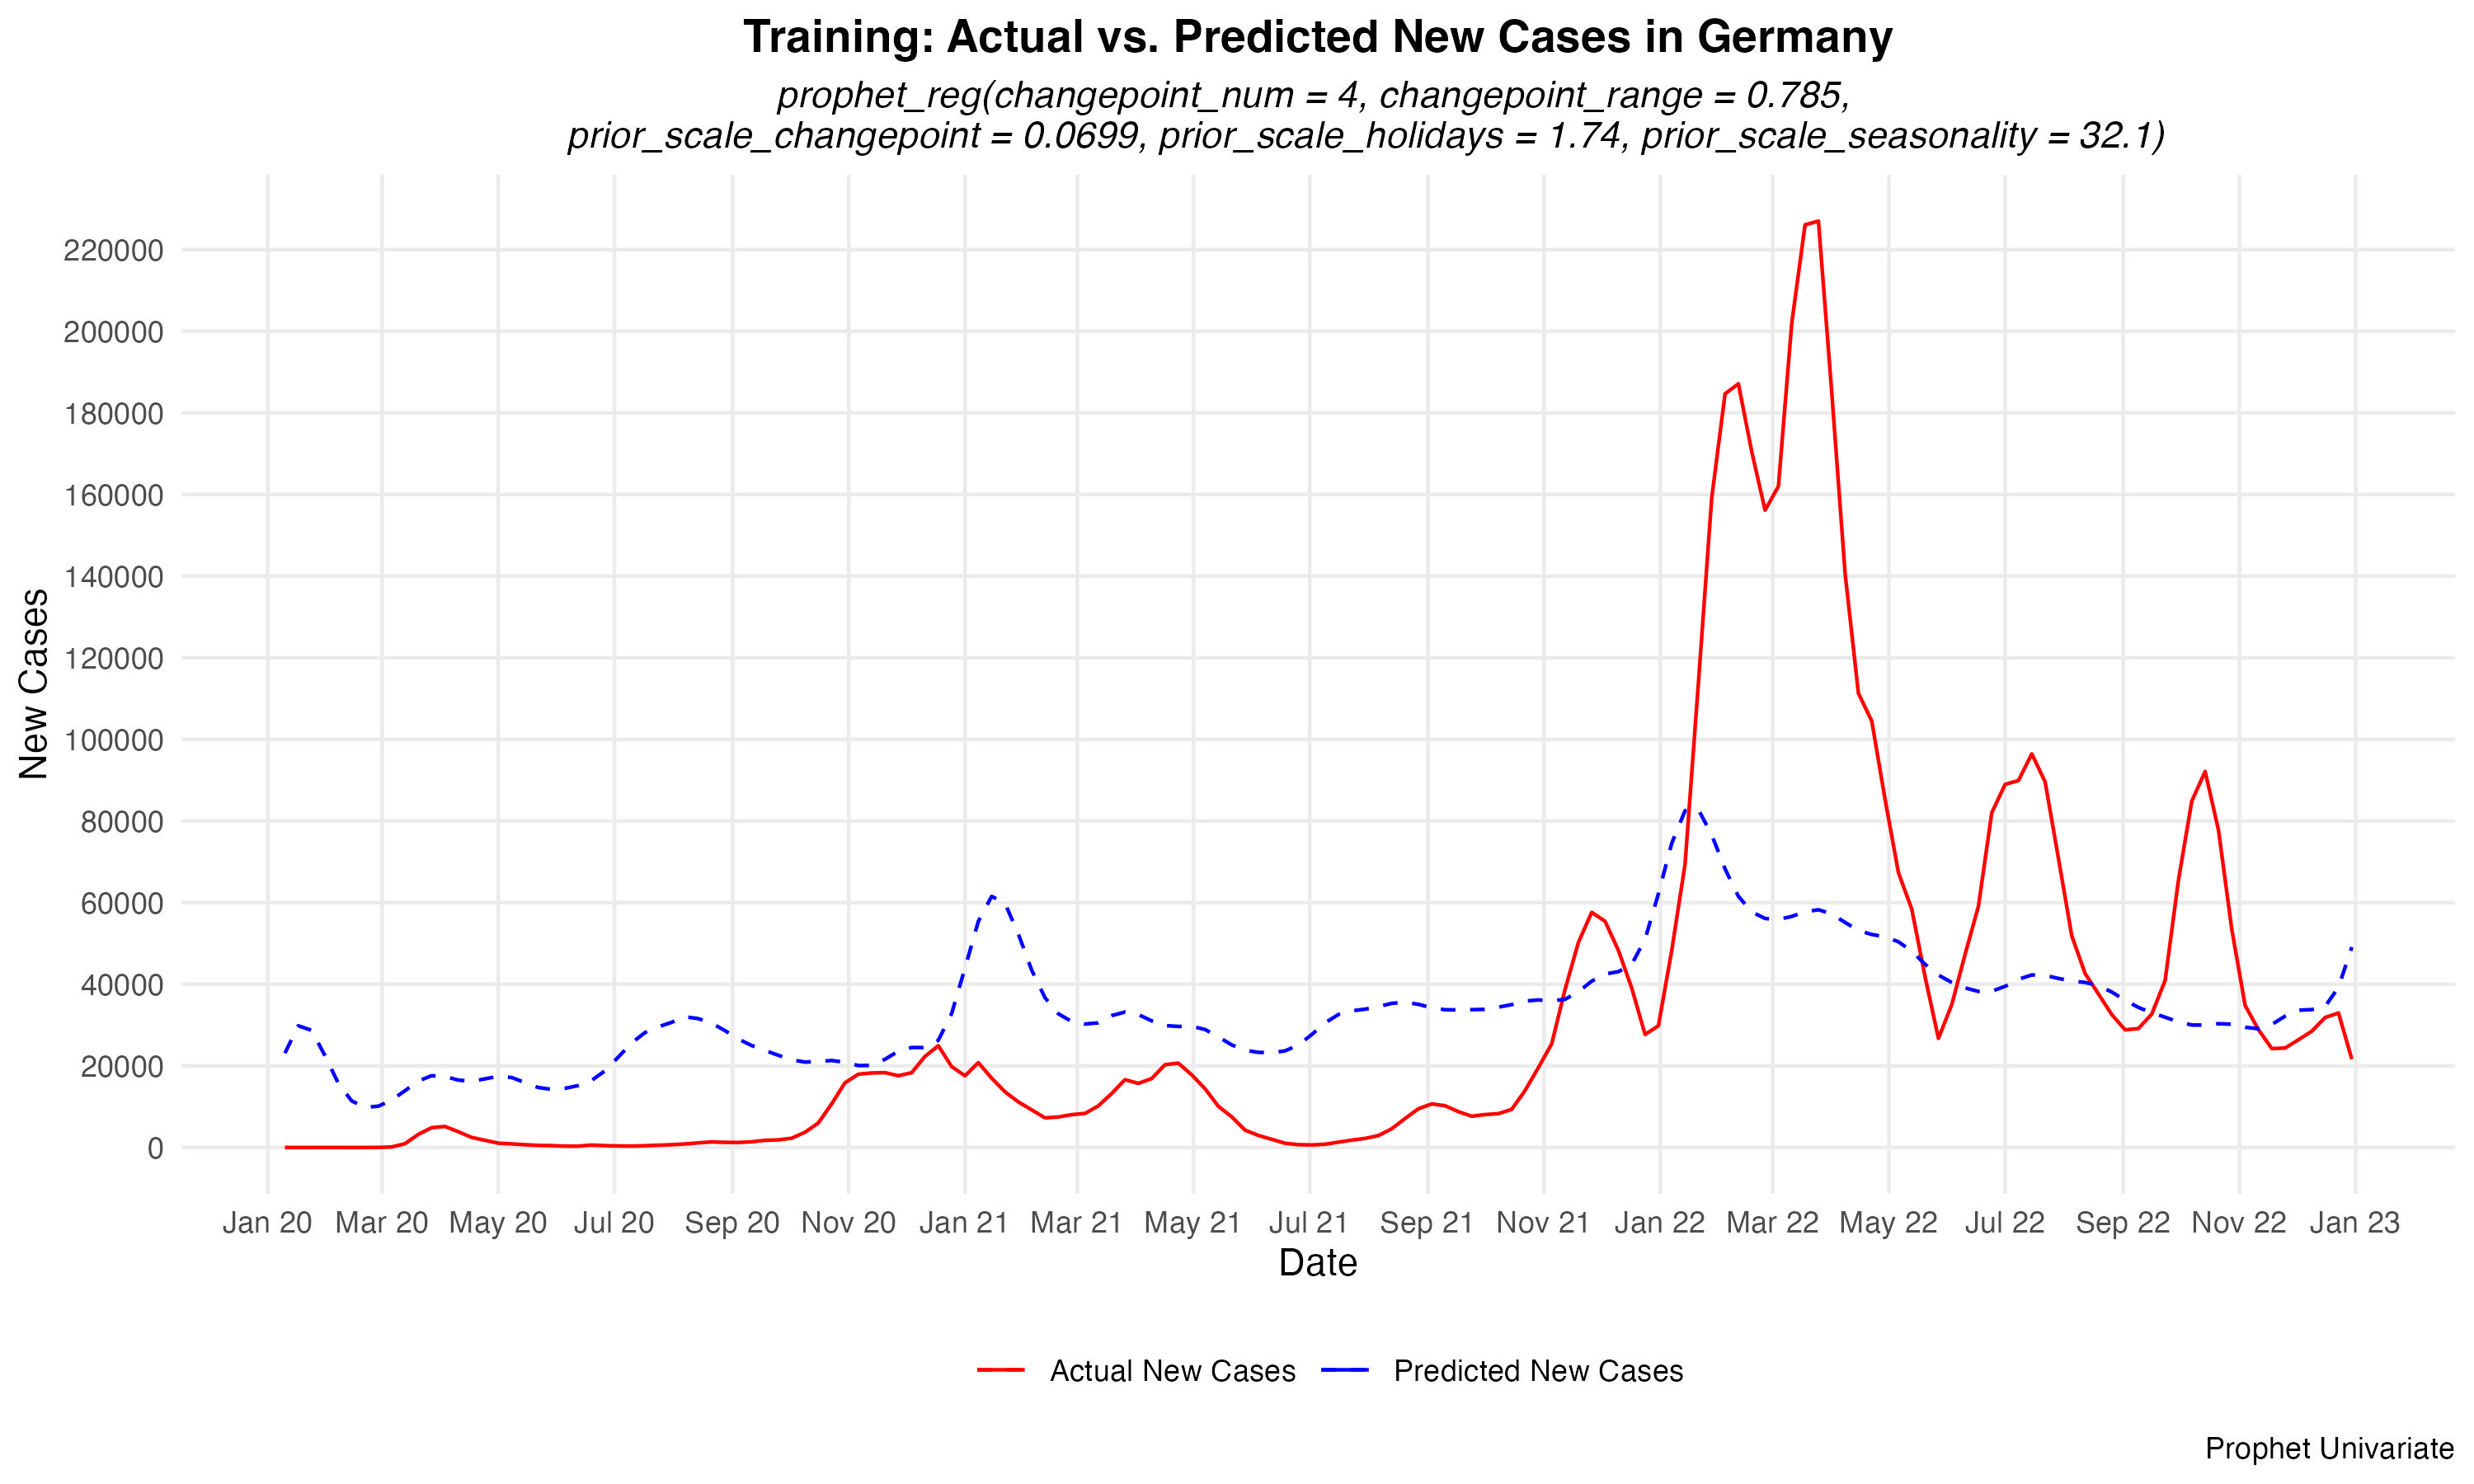 Training: Actual vs. Predicted New Cases in Germany
prophet_reg(changepoint_num = 4, changepoint_range = 0.785,
prior_scale_changepoint = 0.0699, prior_scale_holidays = 1.74, prior_scale_seasonality = 32.1)
New Cases
220000
200000
180000
160000
140000
120000
100000
80000
60000
40000
20000
0
Jan 20 Mar 20 May 20 Jul 20 Sep 20 Nov 20 Jan 21 Mar 21 May 21 Jul 21 Sep 21 Nov 21 Jan 22 Mar 22 May 22 Jul 22 Sep 22 Nov 22 Jan 23
Date
Actual New Cases Predicted New Cases
Prophet Univariate